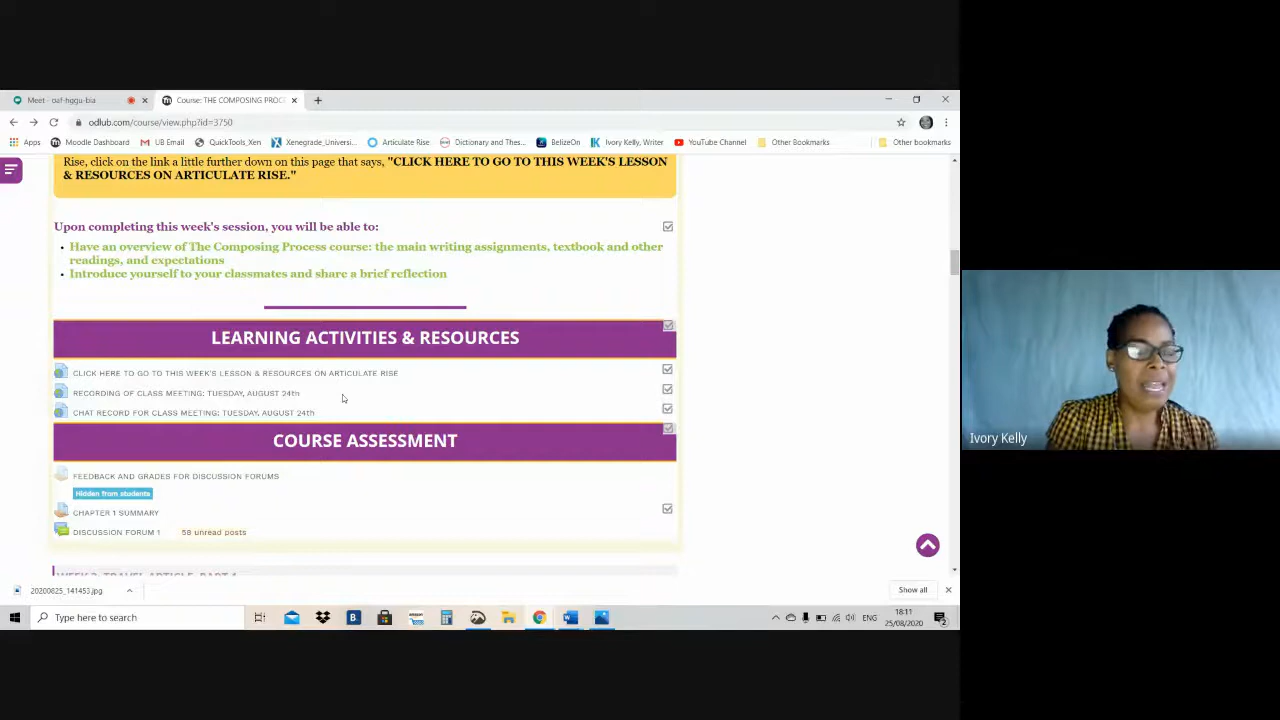 Meet - oaf-hggu-bia
Course: THE COMPOSING PROC
odlub.com/course/view.php?id=3750
Apps Moodle Dashboard UB Email QuickTools_Xen Xenegrade_Universi... Articulate Rise Dictionary and Thes... BelizeOn Ivory Kelly, Writer YouTube Channel Other Bookmarks Other bookmarks
Rise, click on the link a little further down on this page that says, "CLICK HERE TO GO TO THIS WEEK'S LESSON
& RESOURCES ON ARTICULATE RISE."
Upon completing this week's session, you will be able to:
• Have an overview of The Composing Process course: the main writing assignments, textbook and other
readings, and expectations
• Introduce yourself to your classmates and share a brief reflection
LEARNING ACTIVITIES & RESOURCES
CLICK HERE TO GO TO THIS WEEK'S LESSON & RESOURCES ON ARTICULATE RISE
RECORDING OF CLASS MEETING: TUESDAY, AUGUST 24th
CHAT RECORD FOR CLASS MEETING: TUESDAY, AUGUST 24th
COURSE ASSESSMENT
FEEDBACK AND GRADES FOR DISCUSSION FORUMS
Hidden from students
CHAPTER 1 SUMMARY
DISCUSSION FORUM 1 58 unread posts
Ivory Kelly
20200825_141453.jpg
Show all
Type here to search
ENG
18:11
25/08/2020